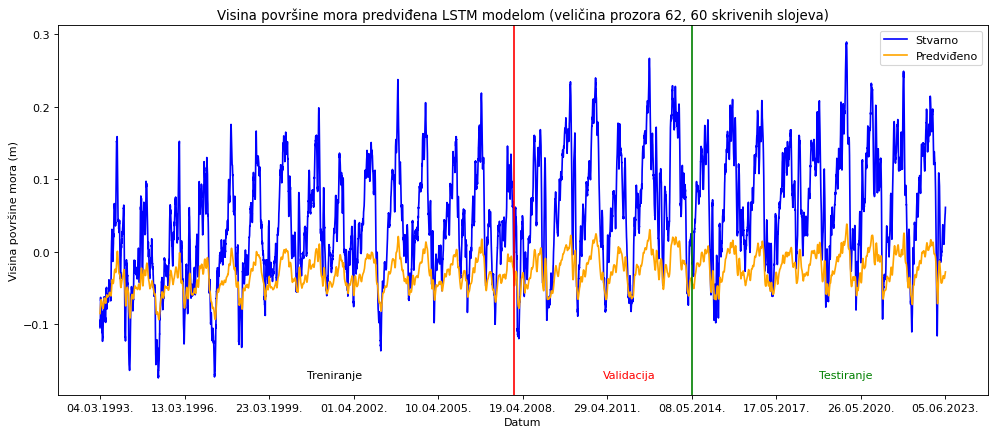 Visina površine mora predviđena LSTM modelom (veličina prozora 62, 60 skrivenih slojeva)
Stvarno
Predviđeno
0.3
0.2
0.1
0.0
−0.1
Visina površine mora (m)
Treniranje
Validacija
Testiranje
04.03.1993.
13.03.1996.
23.03.1999.
01.04.2002.
10.04.2005.
19.04.2008.
29.04.2011.
08.05.2014.
17.05.2017.
26.05.2020.
05.06.2023.
Datum